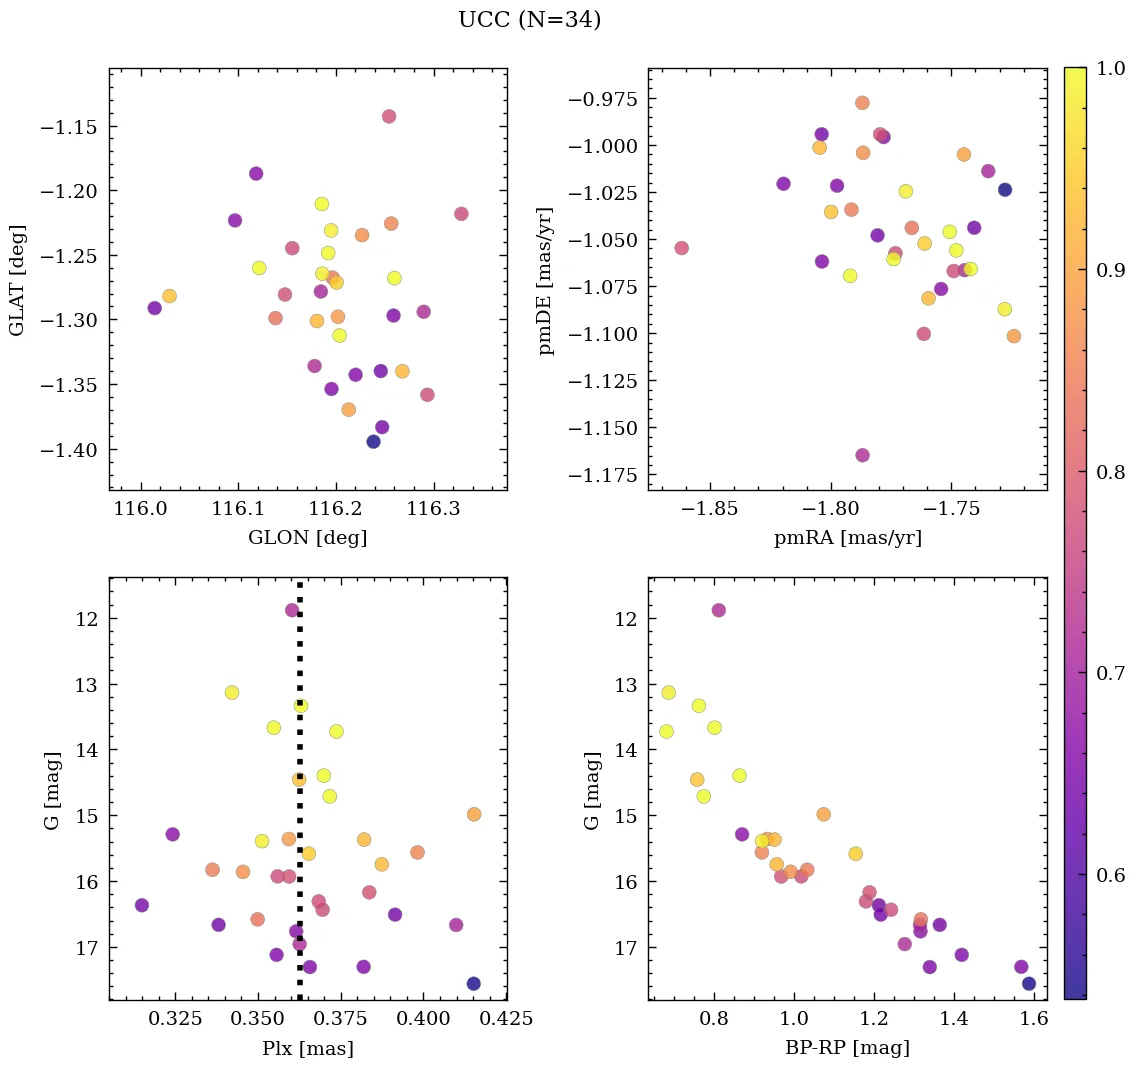 UCC (N=34)
−1.15
−1.20
−1.25
−1.30
−1.35
−1.40
GLAT [deg]
116.0 116.1 116.2 116.3
GLON [deg]
−0.975
−1.000
−1.025
−1.050
−1.075
−1.100
−1.125
−1.150
−1.175
pmDE [mas/yr]
−1.85 −1.80 −1.75
pmRA [mas/yr]
1.0
0.9
0.8
0.7
0.6
12
13
14
15
16
17
G [mag]
0.325 0.350 0.375 0.400 0.425
Plx [mas]
12
13
14
15
16
17
G [mag]
0.8 1.0 1.2 1.4 1.6
BP-RP [mag]